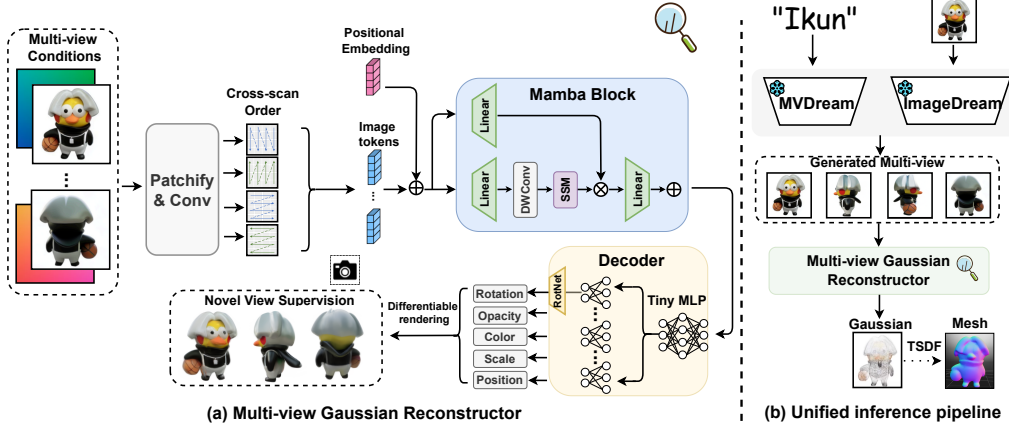 Multi-view
Conditions
Patchify
& Conv
Cross-scan
Order
Positional
Embedding
Image
tokens
Mamba Block
Linear
Linear
DWConv
SSM
Linear
Decoder
Tiny MLP
RotNet
Rotation
Opacity
Color
Scale
Position
Differentiable
rendering
Novel View Supervision
(a) Multi-view Gaussian Reconstructor
"Ikun"
MVDream
ImageDream
Generated Multi-view
Multi-view Gaussian
Reconstructor
Gaussian
TSDF
Mesh
(b) Unified inference pipeline